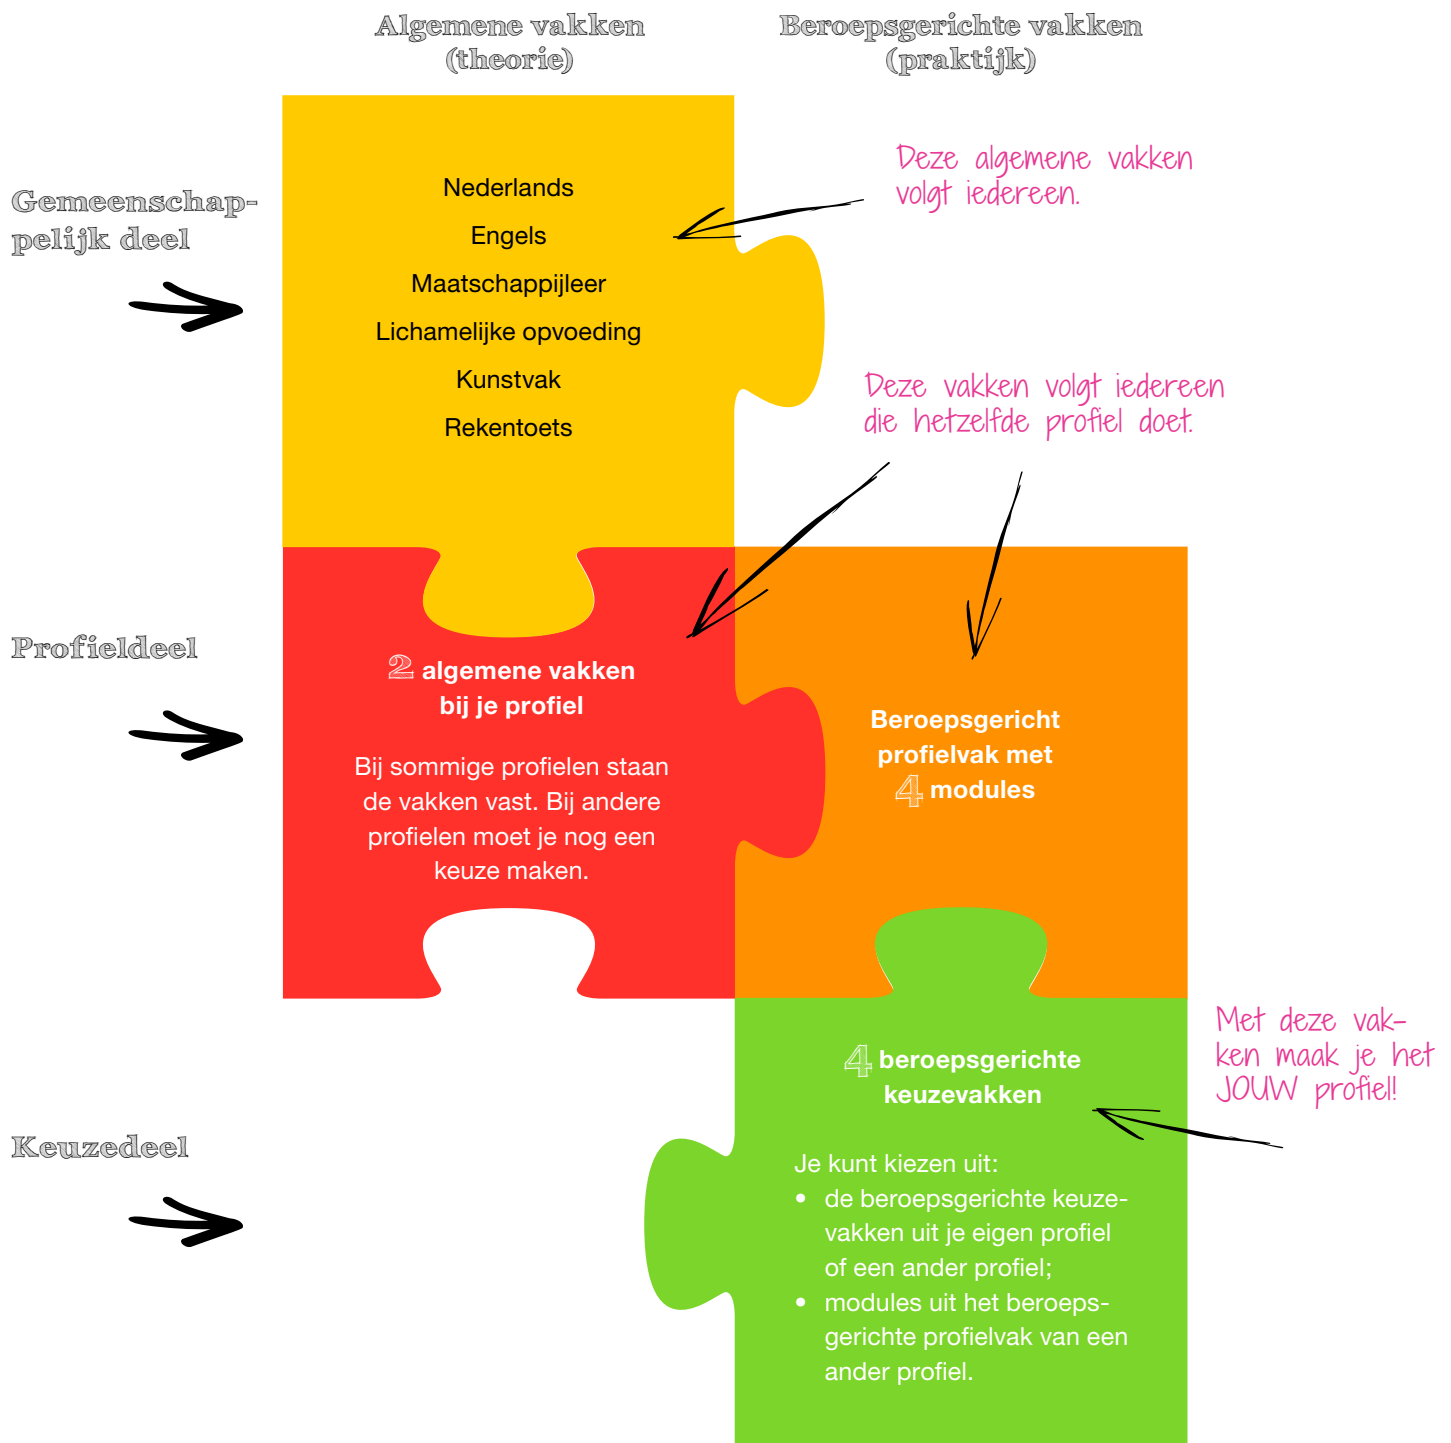 Algemene vakken
(theorie)
Beroepsgerichte vakken
(praktijk)
Gemeenschap-
pelijk deel
Nederlands
Engels
Maatschappijleer
Lichamelijke opvoeding
Kunstvak
Rekentoets
Deze algemene vakken
volgt iedereen.
Deze vakken volgt iedereen
die hetzelfde profiel doet.
Profieldeel
2 algemene vakken
bij je profiel
Bij sommige profielen staan
de vakken vast. Bij andere
profielen moet je nog een
keuze maken.
Beroepsgericht
profielvak met
4 modules
Keuzedeel
4 beroepsgerichte
keuzevakken
Je kunt kiezen uit:
• de beroepsgerichte keuze-
vakken uit je eigen profiel
of een ander profiel;
• modules uit het beroeps-
gerichte profielvak van een
ander profiel.
Met deze vak-
ken maak je het
JOUW profiel!